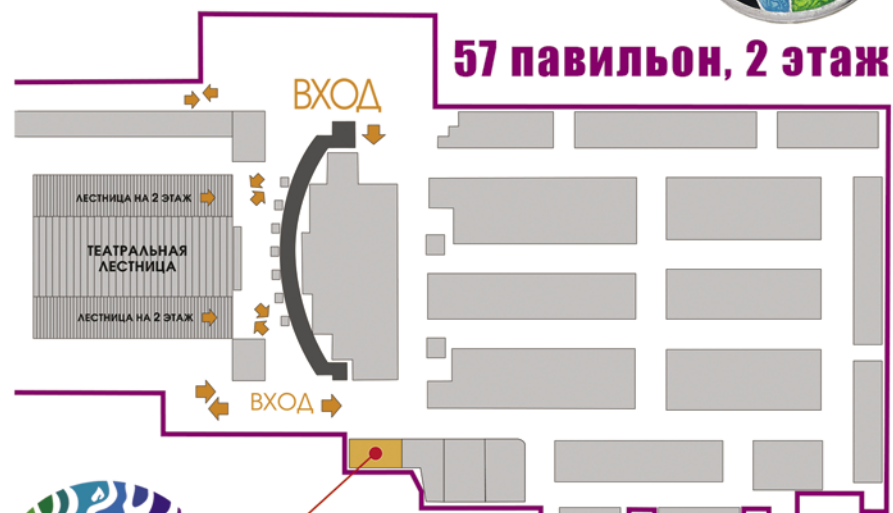 57 павильон, 2 этаж
ВХОД
ЛЕСТНИЦА НА 2 ЭТАЖ
ТЕАТРАЛЬНАЯ
ЛЕСТНИЦА
ЛЕСТНИЦА НА 2 ЭТАЖ
ВХОД